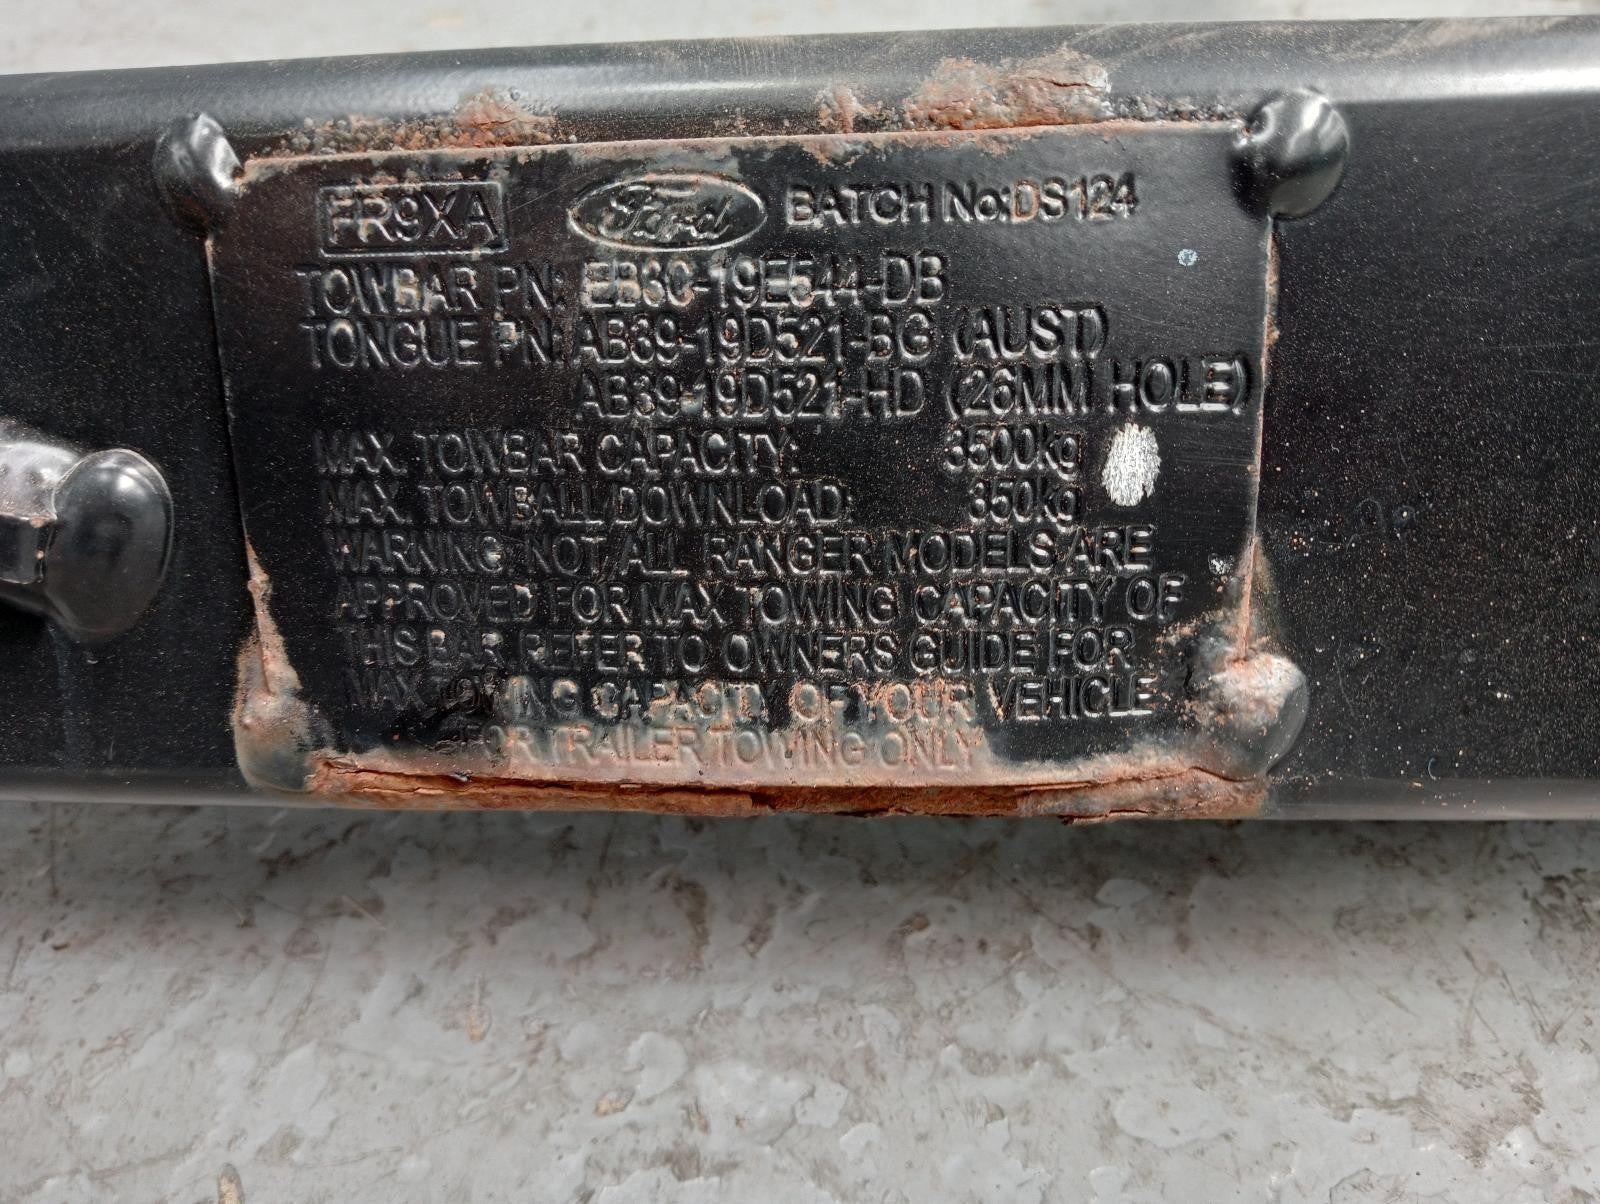 FR9XA Ford BATCH No:DS124
TOWBAR PN: EB3C-19E544-DB
TONGUE PN: AB39-19D521-BG (AUST)
AB39-19D521-HD (26MM HOLE)
MAX. TOWBAR CAPACITY: 3500kg
MAX. TOWBALL DOWNLOAD: 350kg
WARNING: NOT ALL RANGER MODELS ARE
APPROVED FOR MAX TOWING CAPACITY OF
THIS BAR. REFER TO OWNERS GUIDE FOR
MAX TOWING CAPACITY OF YOUR VEHICLE
FOR TRAILER TOWING ONLY